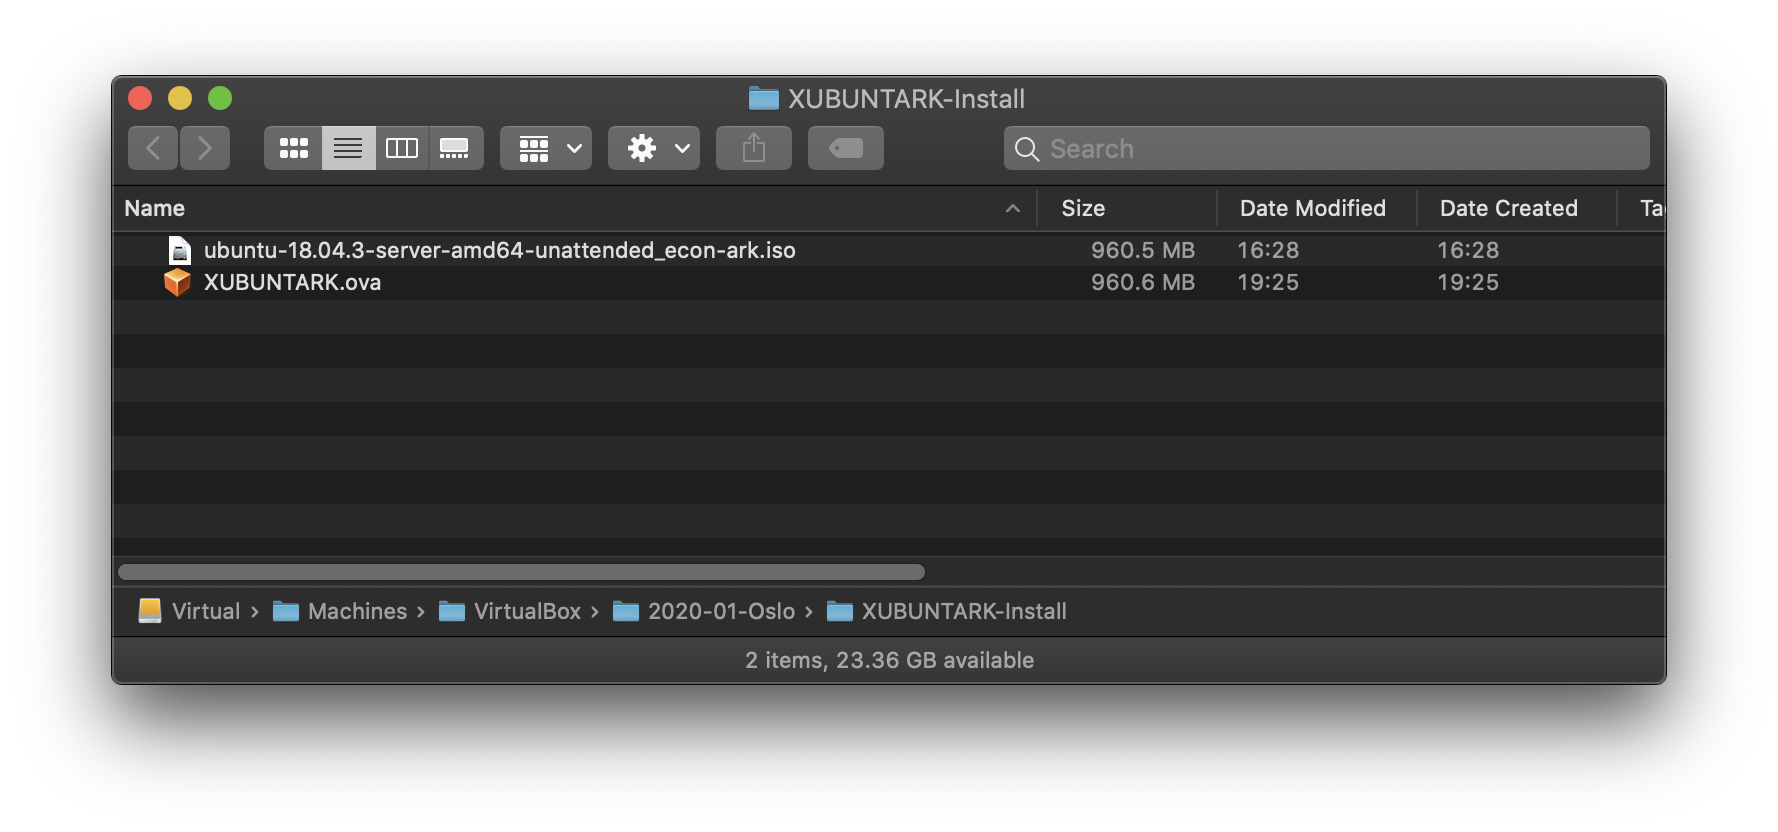 XUBUNTARK-Install
Search
Name Size Date Modified Date Created
ubuntu-18.04.3-server-amd64-unattended_econ-ark.iso 960.5 MB 16:28 16:28
XUBUNTARK.ova 960.6 MB 19:25 19:25
Virtual › Machines › VirtualBox › 2020-01-Oslo › XUBUNTARK-Install
2 items, 23.36 GB available